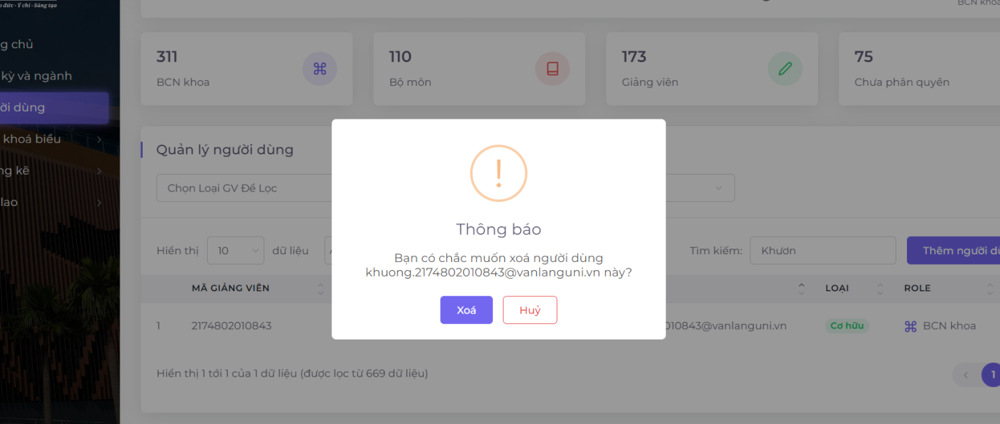 đức - Ý chí - Sáng tạo
BCN khoa
311
BCN khoa
110
Bộ môn
173
Giảng viên
75
Chưa phân quyền
g chủ
kỳ và ngành
ời dùng
khoá biểu
ng kê
lao
Quản lý người dùng
Chọn Loại GV Để Lọc
Thông báo
Bạn có chắc muốn xoá người dùng
khuong.2174802010843@vanlanguni.vn này?
Xoá
Huỷ
Hiển thị
10
dữ liệu
Tìm kiếm:
Khươn
Thêm người dù
MÃ GIẢNG VIÊN
LOẠI
ROLE
1
2174802010843
010843@vanlanguni.vn
Cơ hữu
BCN khoa
Hiển thị 1 tới 1 của 1 dữ liệu (được lọc từ 669 dữ liệu)
1